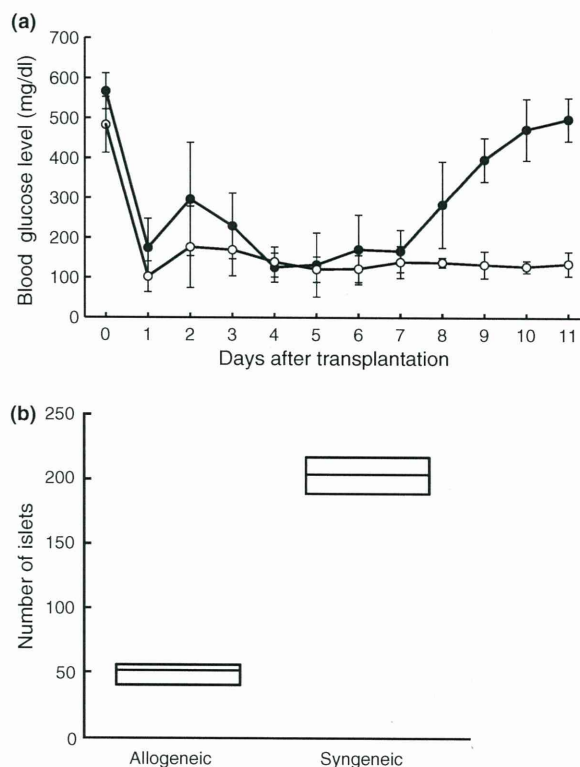 (a)
700
600
500
400
300
200
100
0
Blood glucose level (mg/dl)
0 1 2 3 4 5 6 7 8 9 10 11
Days after transplantation
(b)
250
200
150
100
50
0
Number of islets
Allogeneic Syngeneic